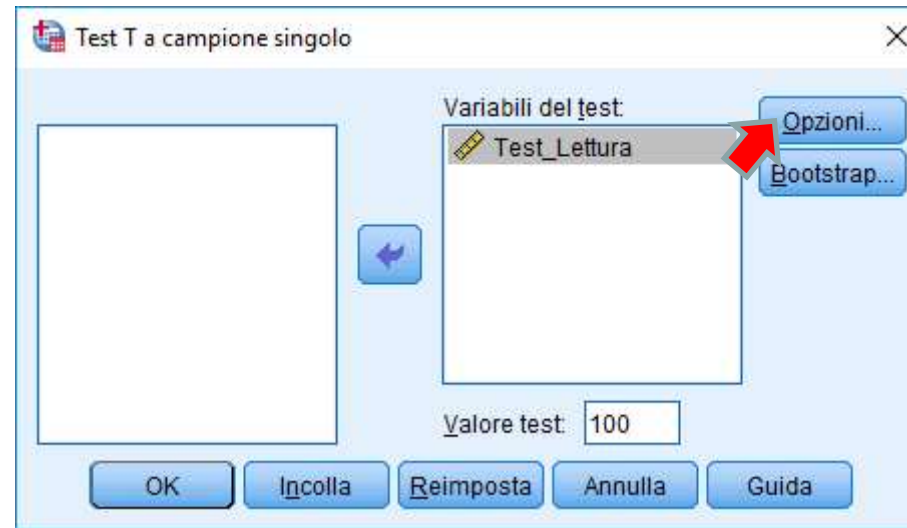 Test T a campione singolo
Variabili del test:
Test_Lettura
Opzioni...
Bootstrap...
Valore test: 100
OK Incolla Reimposta Annulla Guida